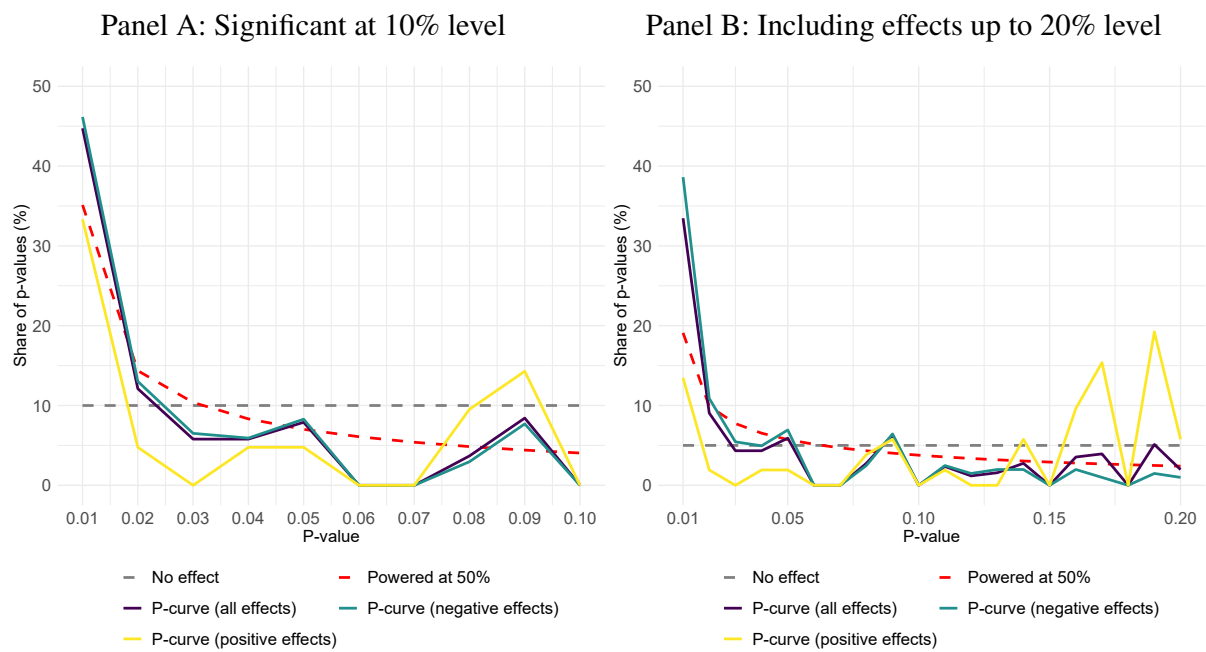 Panel A: Significant at 10% level
50
40
30
20
10
0
Share of p-values (%)
0.01 0.02 0.03 0.04 0.05 0.06 0.07 0.08 0.09 0.10
P-value
No effect
Powered at 50%
P-curve (all effects)
P-curve (negative effects)
P-curve (positive effects)
Panel B: Including effects up to 20% level
50
40
30
20
10
0
Share of p-values (%)
0.01 0.05 0.10 0.15 0.20
P-value
No effect
Powered at 50%
P-curve (all effects)
P-curve (negative effects)
P-curve (positive effects)